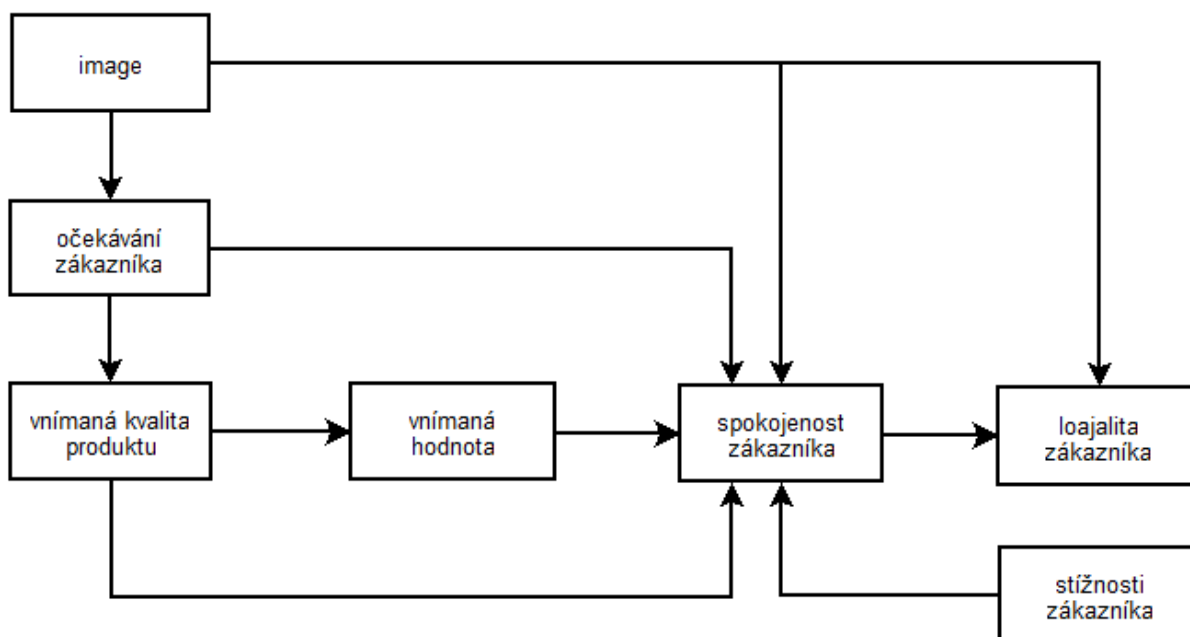 image
očekávání
zákazníka
vnímaná kvalita
produktu
vnímaná
hodnota
spokojenost
zákazníka
loajalita
zákazníka
stížnosti
zákazníka